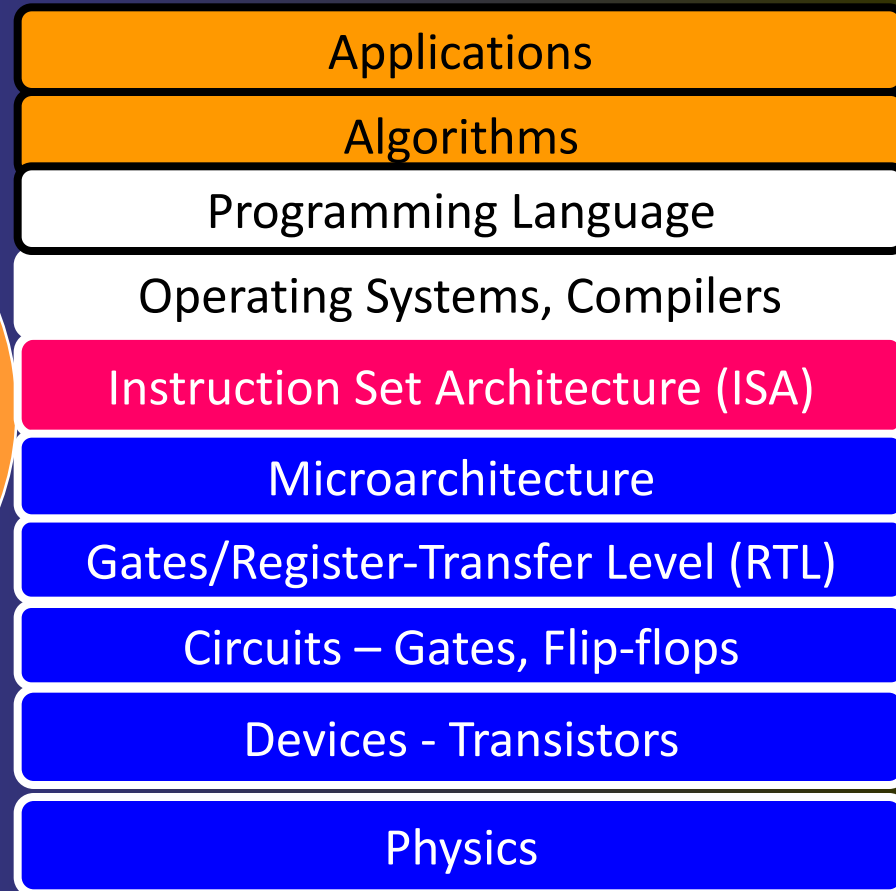 Applications
Algorithms
Programming Language
Operating Systems, Compilers
Instruction Set Architecture (ISA)
Microarchitecture
Gates/Register-Transfer Level (RTL)
Circuits – Gates, Flip-flops
Devices - Transistors
Physics